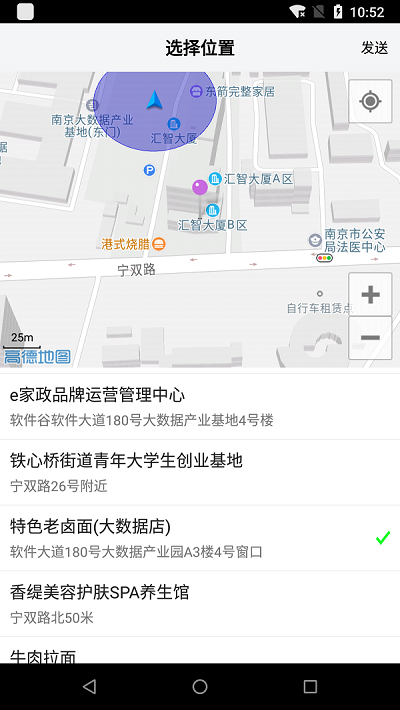 10:52
选择位置
发送
东箭完整家居
南京大数据产业
基地(东门)
汇智大厦
P
汇智大厦A区
汇智大厦B区
南京市公安
局法医中心
港式烧腊
宁双路
自行车租赁点
25m
高德地图
e家政品牌运营管理中心
软件谷软件大道180号大数据产业基地4号楼
铁心桥街道青年大学生创业基地
宁双路26号附近
特色老卤面(大数据店)
软件大道180号大数据产业园A3楼4号窗口
香缇美容护肤SPA养生馆
宁双路北50米
牛肉拉面